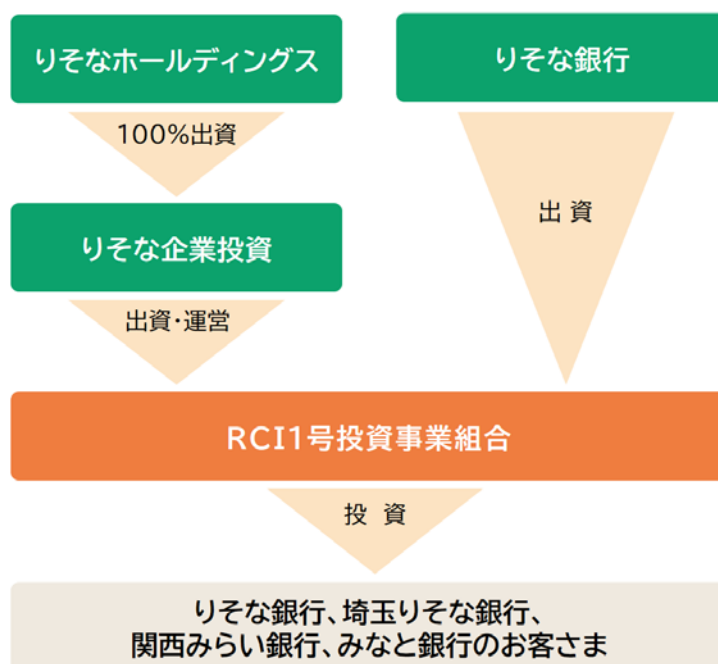 りそなホールディングス
りそな銀行
100%出資
出 資
りそな企業投資
出資・運営
RCI1号投資事業組合
投 資
りそな銀行、埼玉りそな銀行、
関西みらい銀行、みなと銀行のお客さま